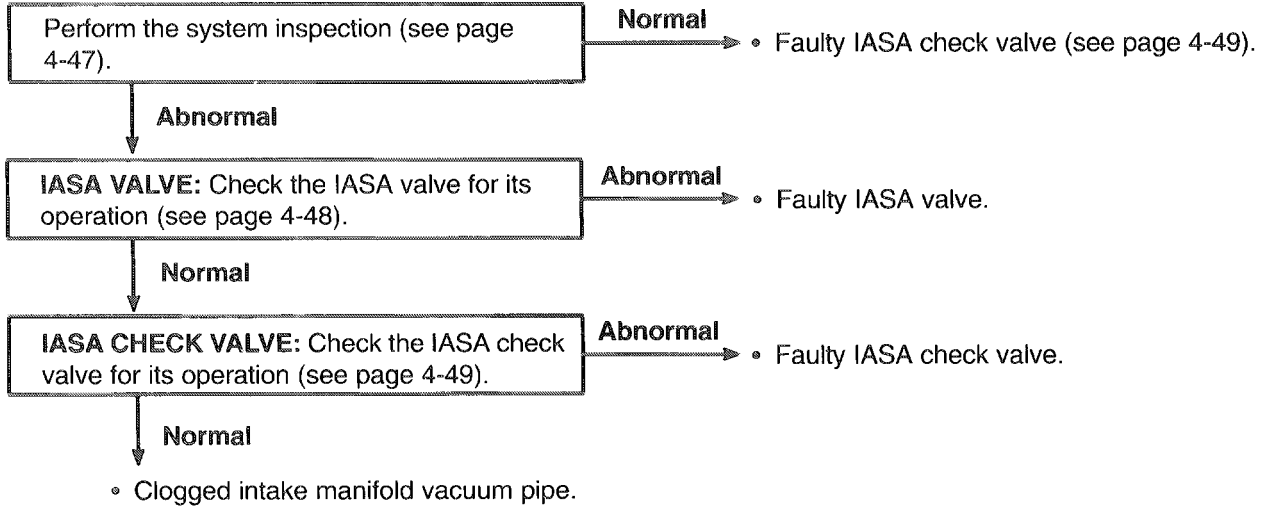 Perform the system inspection (see page
4-47).
Normal
• Faulty IASA check valve (see page 4-49).
Abnormal
IASA VALVE: Check the IASA valve for its
operation (see page 4-48).
Abnormal
• Faulty IASA valve.
Normal
IASA CHECK VALVE: Check the IASA check
valve for its operation (see page 4-49).
Abnormal
• Faulty IASA check valve.
Normal
• Clogged intake manifold vacuum pipe.